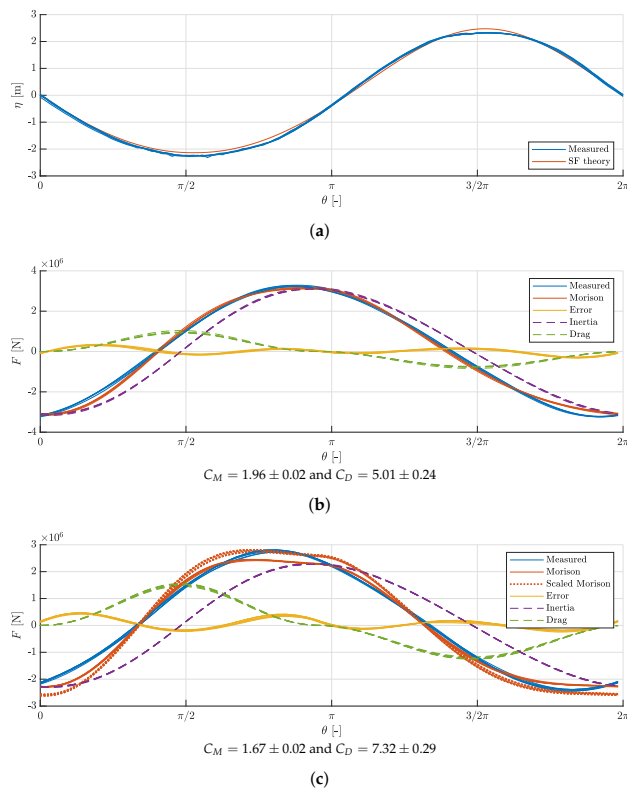 3
2
1
0
-1
-2
-3
η [m]
0
π/2
π
3/2π
2π
θ [-]
Measured
SF theory
(a)
×10⁶
4
2
0
-2
-4
F [N]
0
π/2
π
3/2π
2π
θ [-]
Measured
Morison
Error
Inertia
Drag
C_M = 1.96 ± 0.02 and C_D = 5.01 ± 0.24
(b)
×10⁶
3
2
1
0
-1
-2
-3
F [N]
0
π/2
π
3/2π
2π
θ [-]
Measured
Morison
Scaled Morison
Error
Inertia
Drag
C_M = 1.67 ± 0.02 and C_D = 7.32 ± 0.29
(c)